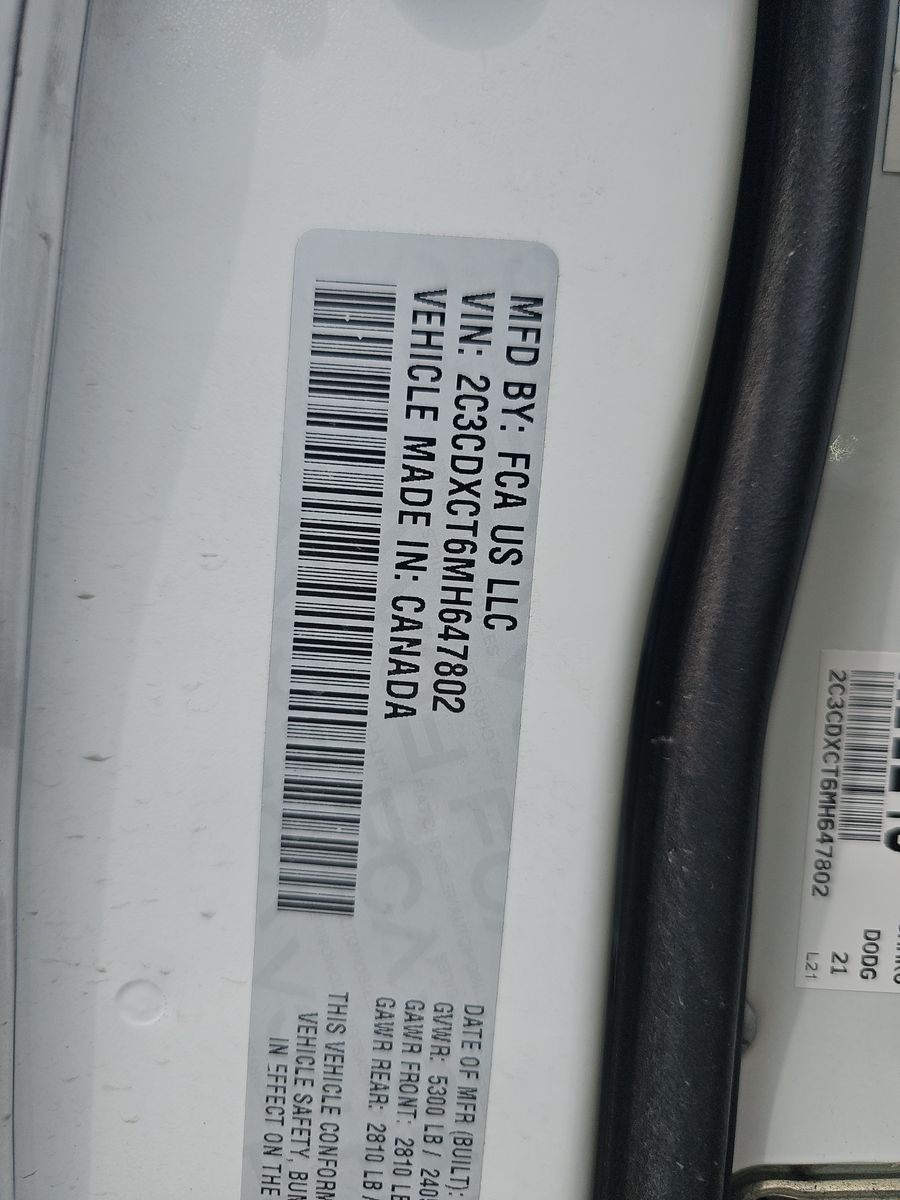 MFD BY: FCA US LLC
VIN: 2C3CDXCT6MH647802
VEHICLE MADE IN: CANADA
DATE OF MFR (BUILT):
GVWR: 5300 LB /
GAWR FRONT: 2810
GAWR REAR: 2810 LB
THIS VEHICLE
VEHICLE SAFETY,
IN EFFECT ON THE
2C3CDXCT6MH647802
DODG
21
L21